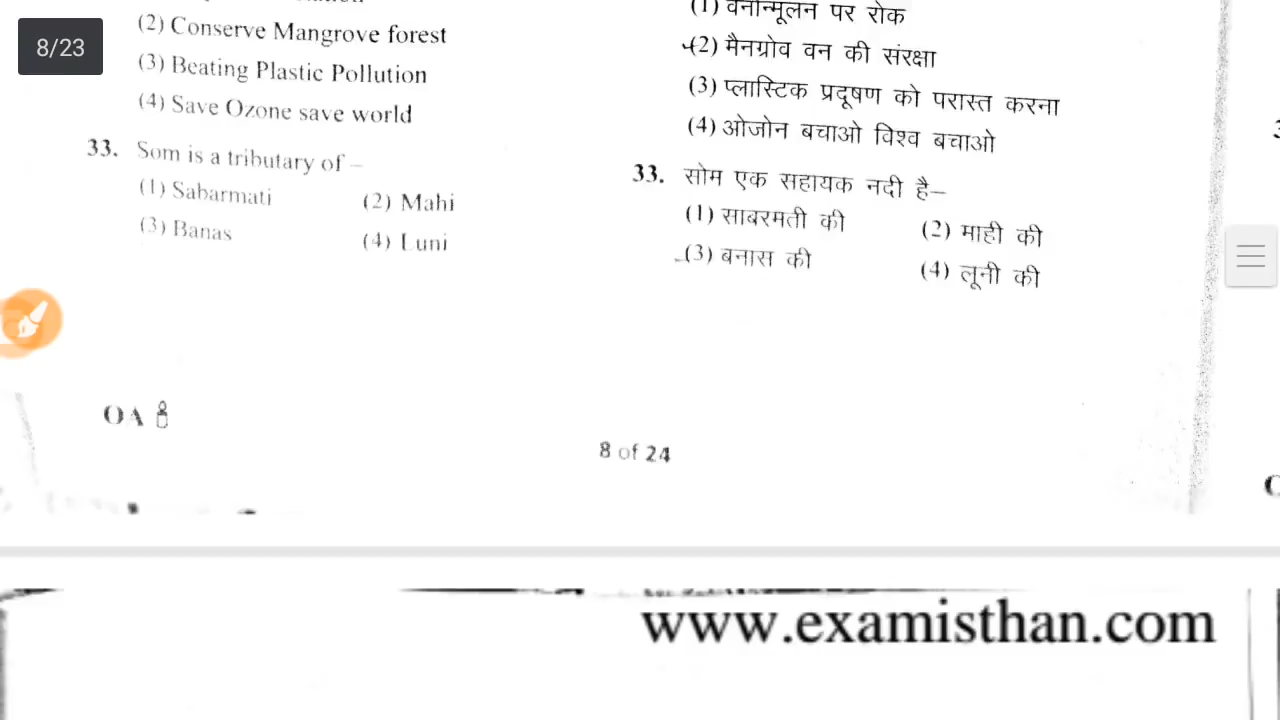 8/23
(2) Conserve Mangrove forest
(3) Beating Plastic Pollution
(4) Save Ozone save world
33. Som is a tributary of –
(1) Sabarmati (2) Mahi
(3) Banas (4) Luni
OA
(1) वनोन्मूलन पर रोक
(2) मैनग्रोव वन की संरक्षा
(3) प्लास्टिक प्रदूषण को परास्त करना
(4) ओजोन बचाओ विश्व बचाओ
33. सोम एक सहायक नदी है–
(1) साबरमती की (2) माही की
(3) बनास की (4) लूनी की
8 of 24
www.examisthan.com